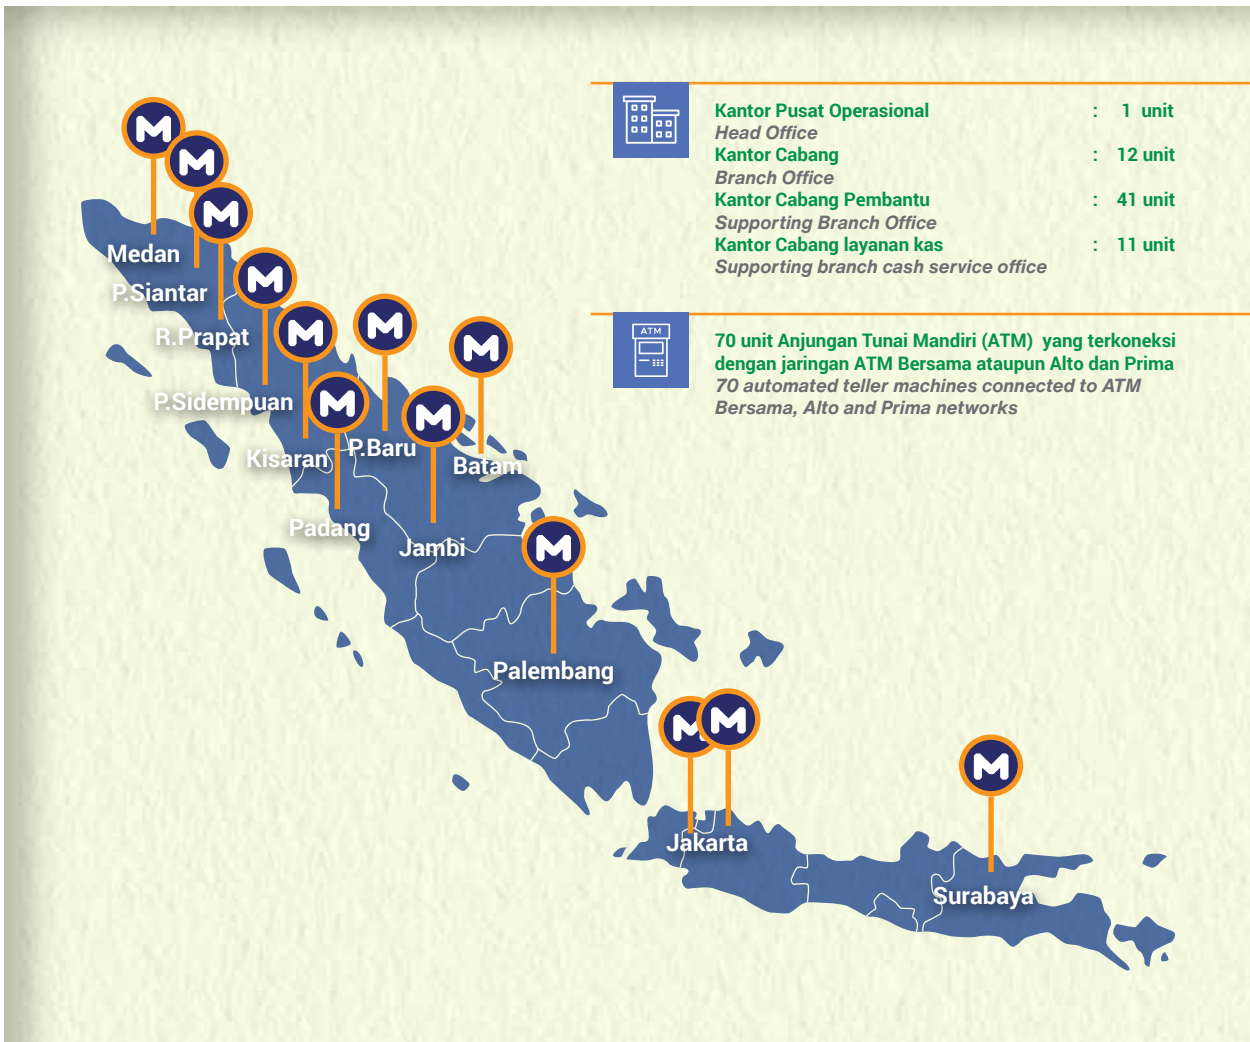 Kantor Pusat Operasional : 1 unit
Head Office
Kantor Cabang : 12 unit
Branch Office
Kantor Cabang Pembantu : 41 unit
Supporting Branch Office
Kantor Cabang layanan kas : 11 unit
Supporting branch cash service office
ATM
70 unit Anjungan Tunai Mandiri (ATM) yang terkoneksi
dengan jaringan ATM Bersama ataupun Alto dan Prima
70 automated teller machines connected to ATM
Bersama, Alto and Prima networks
M
M
M
M
M
M
M
M
M
M
M
M
M
Medan
P.Siantar
R.Prapat
P.Sidempuan
Kisaran
P.Baru
Batam
Padang
Jambi
Palembang
Jakarta
Surabaya